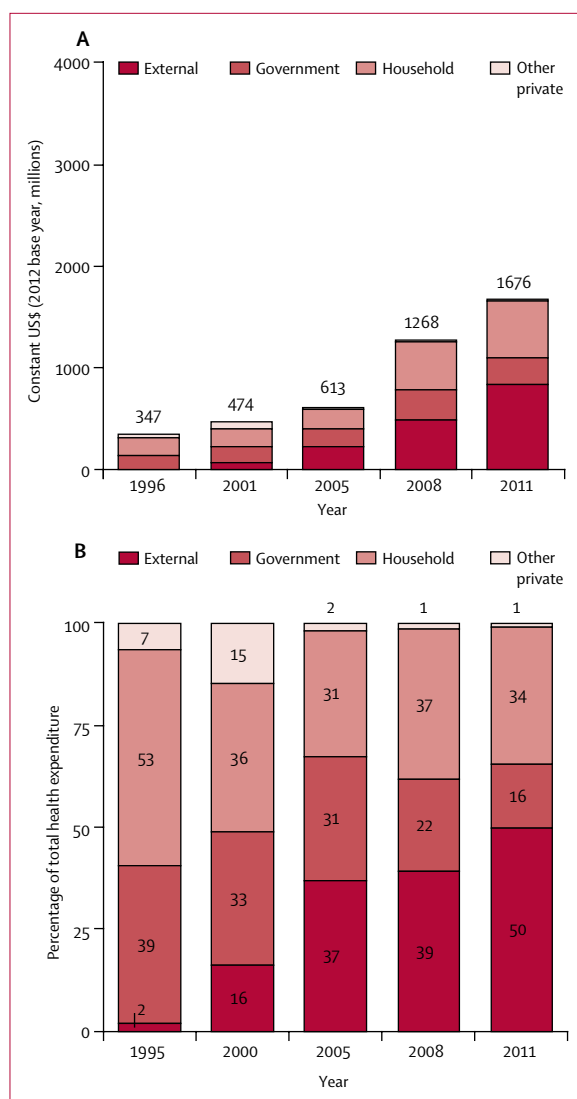 A
External Government Household Other
private
4000
3000
2000
1000
0
Constant US$ (2012 base year, millions)
347
474
613
1268
1676
1996 2001 2005 2008 2011
Year
B
External Government Household Other
private
2 1 1
100
75
50
25
0
Percentage of total health expenditure
7
53
39
2
15
36
33
16
31
31
37
37
22
39
34
16
50
1995 2000 2005 2008 2011
Year